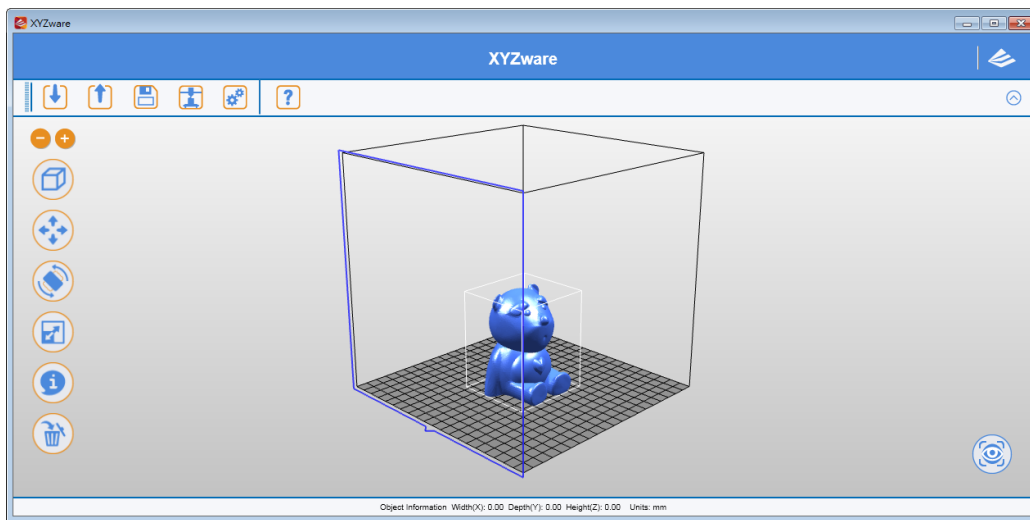 XYZware
XYZware
?
i
Object Information Width(X): 0.00 Depth(Y): 0.00 Height(Z): 0.00 Units: mm